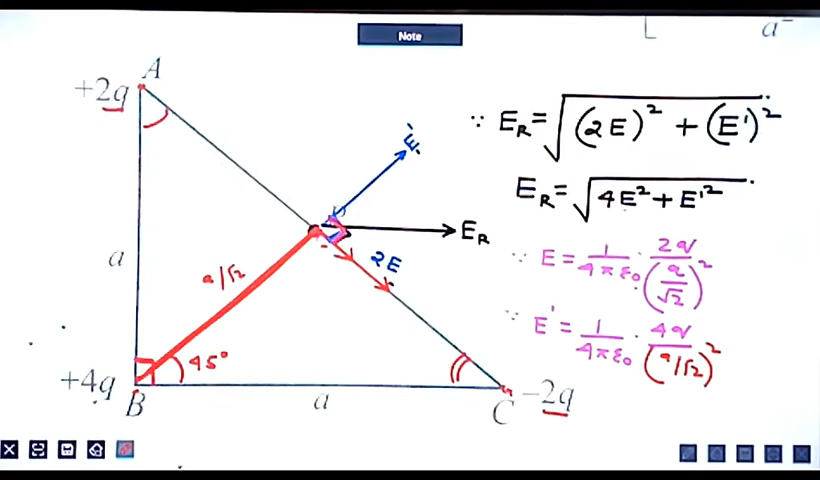 Note
a⁻
A
+2q
∵ E_R = √((2E)² + (E')²)
E'
E_R = √(4E² + E'²)
P
E_R
a
a/√2
2E
∵ E = 1/4πε₀ · 2q/(a/√2)²
∵ E' = 1/4πε₀ · 4q/(a/√2)²
45°
+4q
B
a
C
−2q